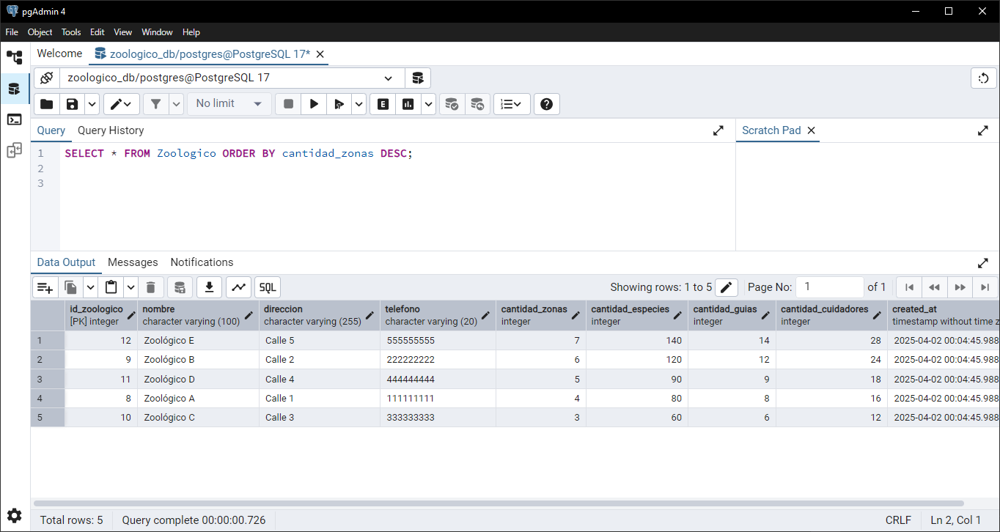 pgAdmin 4
File Object Tools Edit View Window Help
Welcome zoologico_db/postgres@PostgreSQL 17*
zoologico_db/postgres@PostgreSQL 17
No limit
E
Query Query History
Scratch Pad
1 SELECT * FROM Zoologico ORDER BY cantidad_zonas DESC;
2
3
Data Output Messages Notifications
SQL Showing rows: 1 to 5 Page No: 1 of 1
id_zoologico nombre direccion telefono cantidad_zonas cantidad_especies cantidad_guias cantidad_cuidadores created_at
[PK] integer character varying (100) character varying (255) character varying (20) integer integer integer integer timestamp without time z
1 12 Zoológico E Calle 5 555555555 7 140 14 28 2025-04-02 00:04:45.988
2 9 Zoológico B Calle 2 222222222 6 120 12 24 2025-04-02 00:04:45.988
3 11 Zoológico D Calle 4 444444444 5 90 9 18 2025-04-02 00:04:45.988
4 8 Zoológico A Calle 1 111111111 4 80 8 16 2025-04-02 00:04:45.988
5 10 Zoológico C Calle 3 333333333 3 60 6 12 2025-04-02 00:04:45.988
Total rows: 5 Query complete 00:00:00.726 CRLF Ln 2, Col 1